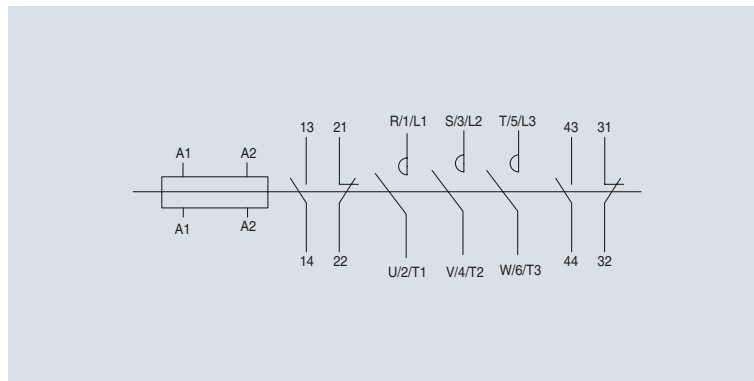 R/1/L1 S/3/L2 T/5/L3
13 21 43 31
A1 A2
A1 A2
14 22 44 32
U/2/T1 V/4/T2 W/6/T3